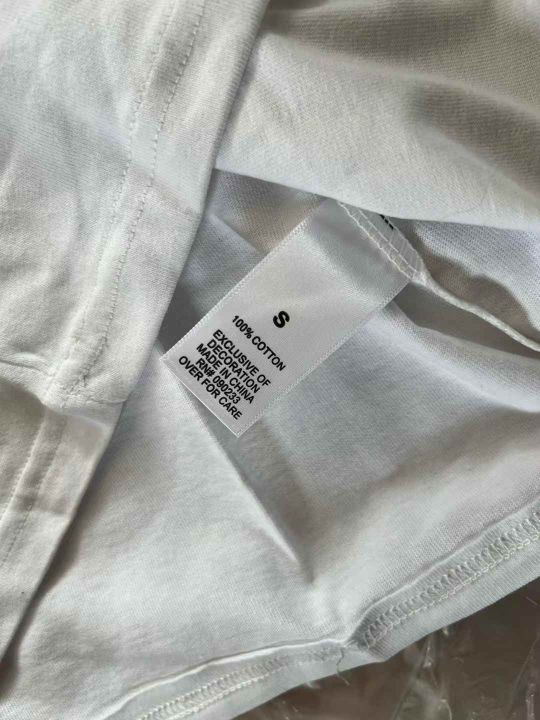 S
100% COTTON
EXCLUSIVE OF
DECORATION
MADE IN CHINA
RN# 090233
OVER FOR CARE